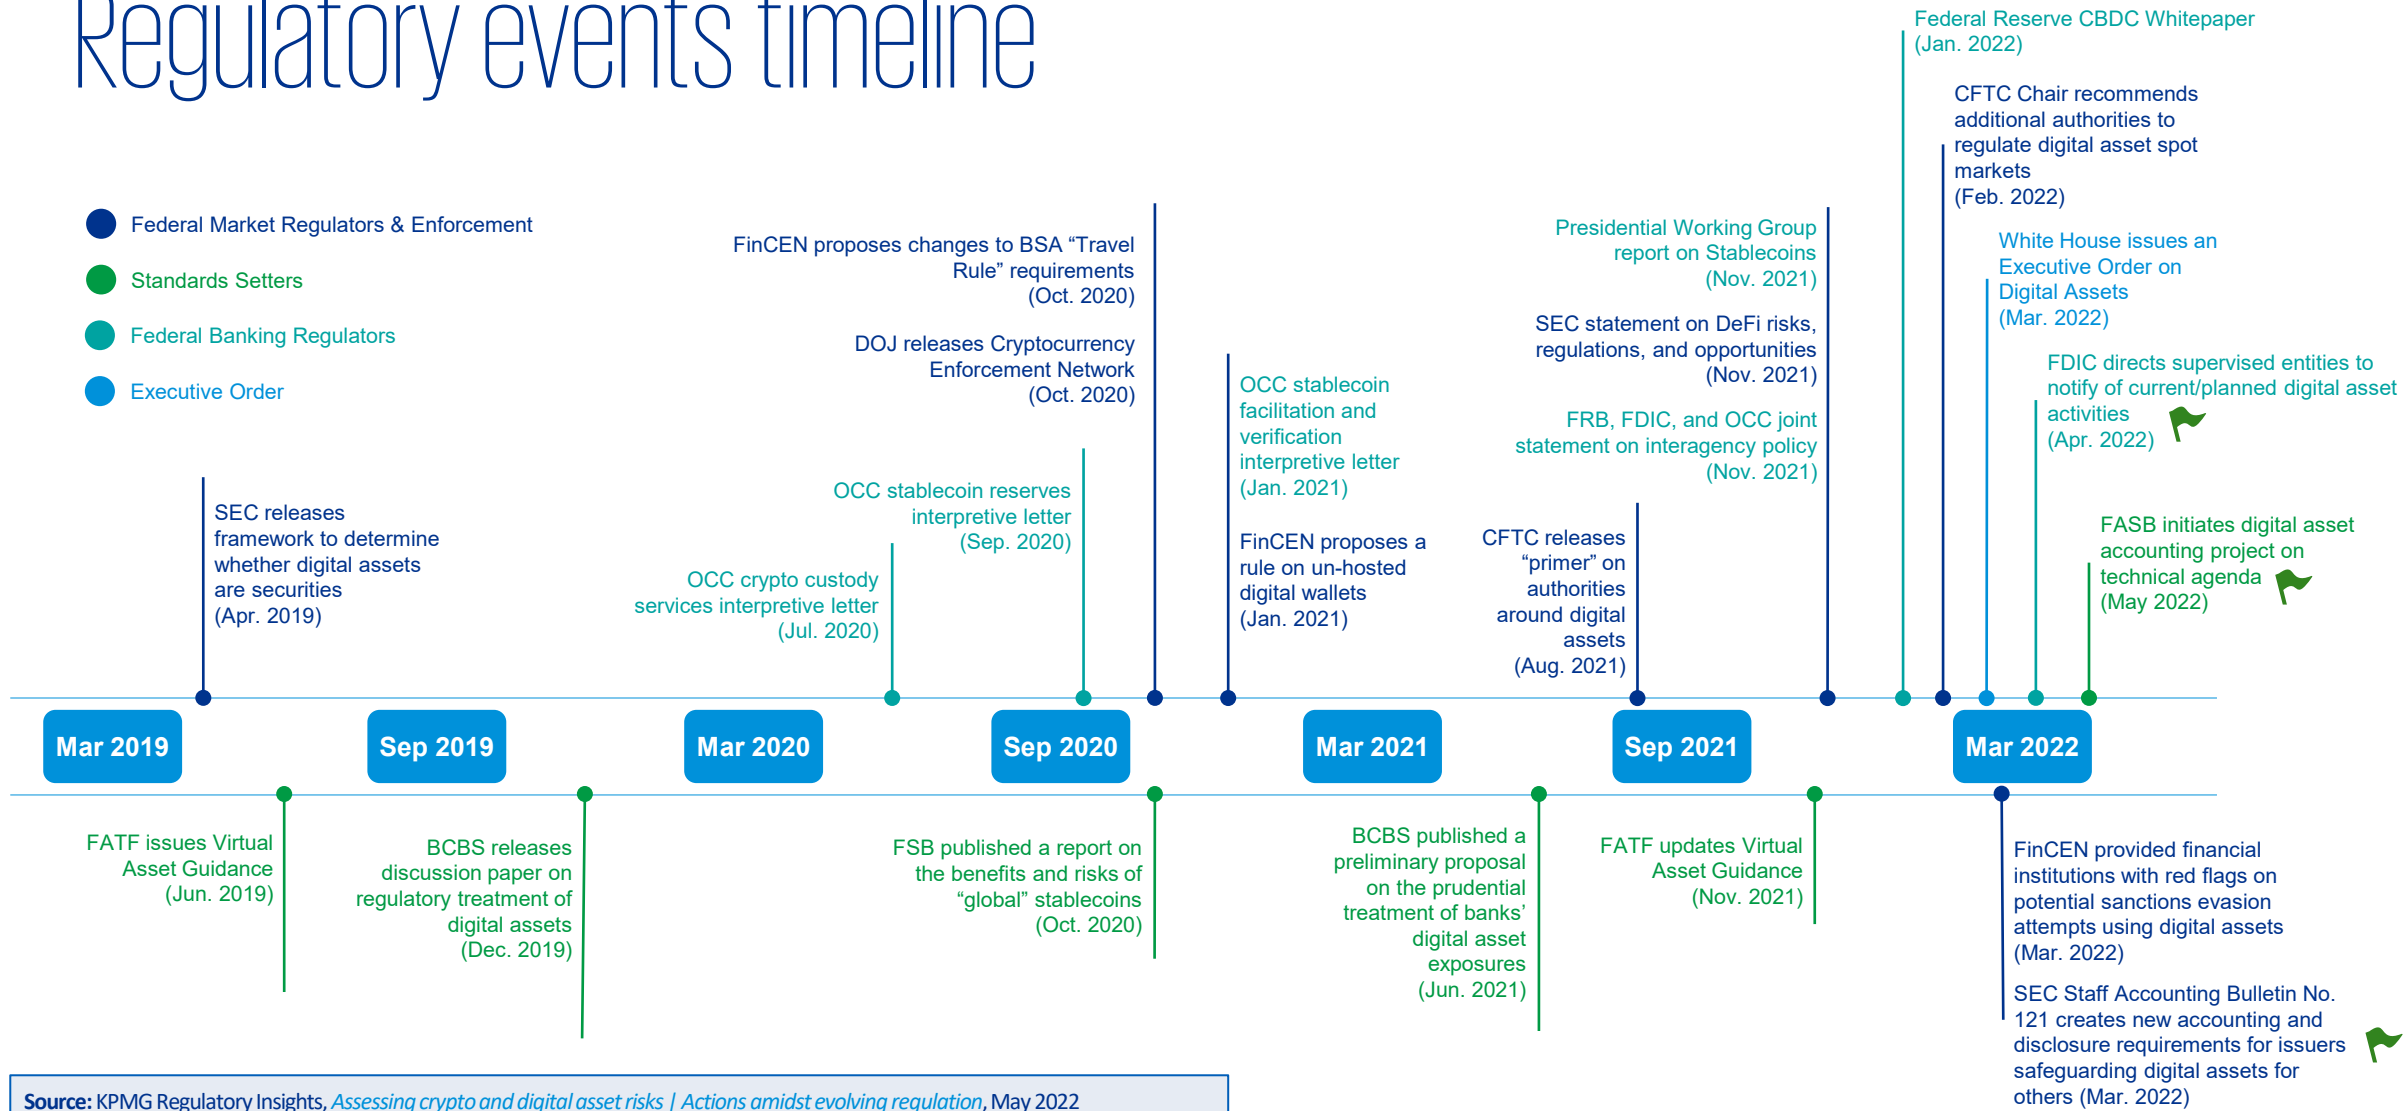 Regulatory events timeline
Federal Market Regulators & Enforcement
Standards Setters
Federal Banking Regulators
Executive Order
SEC releases
framework to determine
whether digital assets
are securities
(Apr. 2019)
OCC crypto custody
services interpretive letter
(Jul. 2020)
OCC stablecoin reserves
interpretive letter
(Sep. 2020)
FinCEN proposes changes to BSA “Travel
Rule” requirements
(Oct. 2020)
DOJ releases Cryptocurrency
Enforcement Network
(Oct. 2020)
OCC stablecoin
facilitation and
verification
interpretive letter
(Jan. 2021)
FinCEN proposes a
rule on un-hosted
digital wallets
(Jan. 2021)
CFTC releases
“primer” on
authorities
around digital
assets
(Aug. 2021)
Presidential Working Group
report on Stablecoins
(Nov. 2021)
SEC statement on DeFi risks,
regulations, and opportunities
(Nov. 2021)
FRB, FDIC, and OCC joint
statement on interagency policy
(Nov. 2021)
Federal Reserve CBDC Whitepaper
(Jan. 2022)
CFTC Chair recommends
additional authorities to
regulate digital asset spot
markets
(Feb. 2022)
White House issues an
Executive Order on
Digital Assets
(Mar. 2022)
FDIC directs supervised entities to
notify of current/planned digital asset
activities
(Apr. 2022)
FASB initiates digital asset
accounting project on
technical agenda
(May 2022)
Mar 2019
Sep 2019
Mar 2020
Sep 2020
Mar 2021
Sep 2021
Mar 2022
FATF issues Virtual
Asset Guidance
(Jun. 2019)
BCBS releases
discussion paper on
regulatory treatment of
digital assets
(Dec. 2019)
FSB published a report on
the benefits and risks of
“global” stablecoins
(Oct. 2020)
BCBS published a
preliminary proposal
on the prudential
treatment of banks’
digital asset
exposures
(Jun. 2021)
FATF updates Virtual
Asset Guidance
(Nov. 2021)
FinCEN provided financial
institutions with red flags on
potential sanctions evasion
attempts using digital assets
(Mar. 2022)
SEC Staff Accounting Bulletin No.
121 creates new accounting and
disclosure requirements for issuers
safeguarding digital assets for
others (Mar. 2022)
Source: KPMG Regulatory Insights, Assessing crypto and digital asset risks | Actions amidst evolving regulation, May 2022